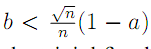 b < \frac{\sqrt{n}}{n}(1 − a)